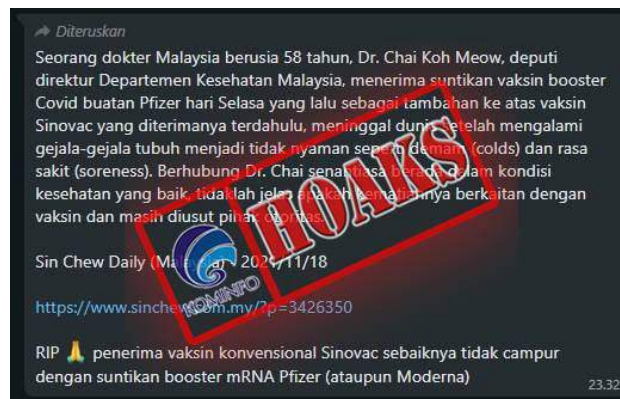 Diteruskan
Seorang dokter Malaysia berusia 58 tahun, Dr. Chai Koh Meow, deputi
direktur Departemen Kesehatan Malaysia, menerima suntikan vaksin booster
Covid buatan Pfizer hari Selasa yang lalu sebagai tambahan ke atas vaksin
Sinovac yang diterimanya terdahulu, meninggal dunia setelah mengalami
gejala-gejala tubuh menjadi tidak nyaman seperti demam (colds) dan rasa
sakit (soreness). Berhubung Dr. Chai senantiasa berada dalam kondisi
kesehatan yang baik, tidaklah jelas apakah kematiannya berkaitan dengan
vaksin dan masih diusut pihak otoritas.
Sin Chew Daily (Malaysia) - 2021/11/18
https://www.sinchew.com.my/?p=3426350
RIP 🙏 penerima vaksin konvensional Sinovac sebaiknya tidak campur
dengan suntikan booster mRNA Pfizer (ataupun Moderna)
23.32
HOAKS
KOMINFO